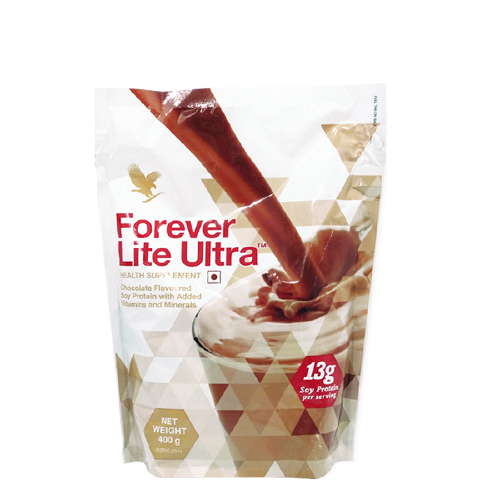 Forever
Lite Ultra™
HEALTH SUPPLEMENT
Chocolate Flavoured
Soy Protein with Added
Vitamins and Minerals
13g
Soy Protein
per serving
NET
WEIGHT
400 g